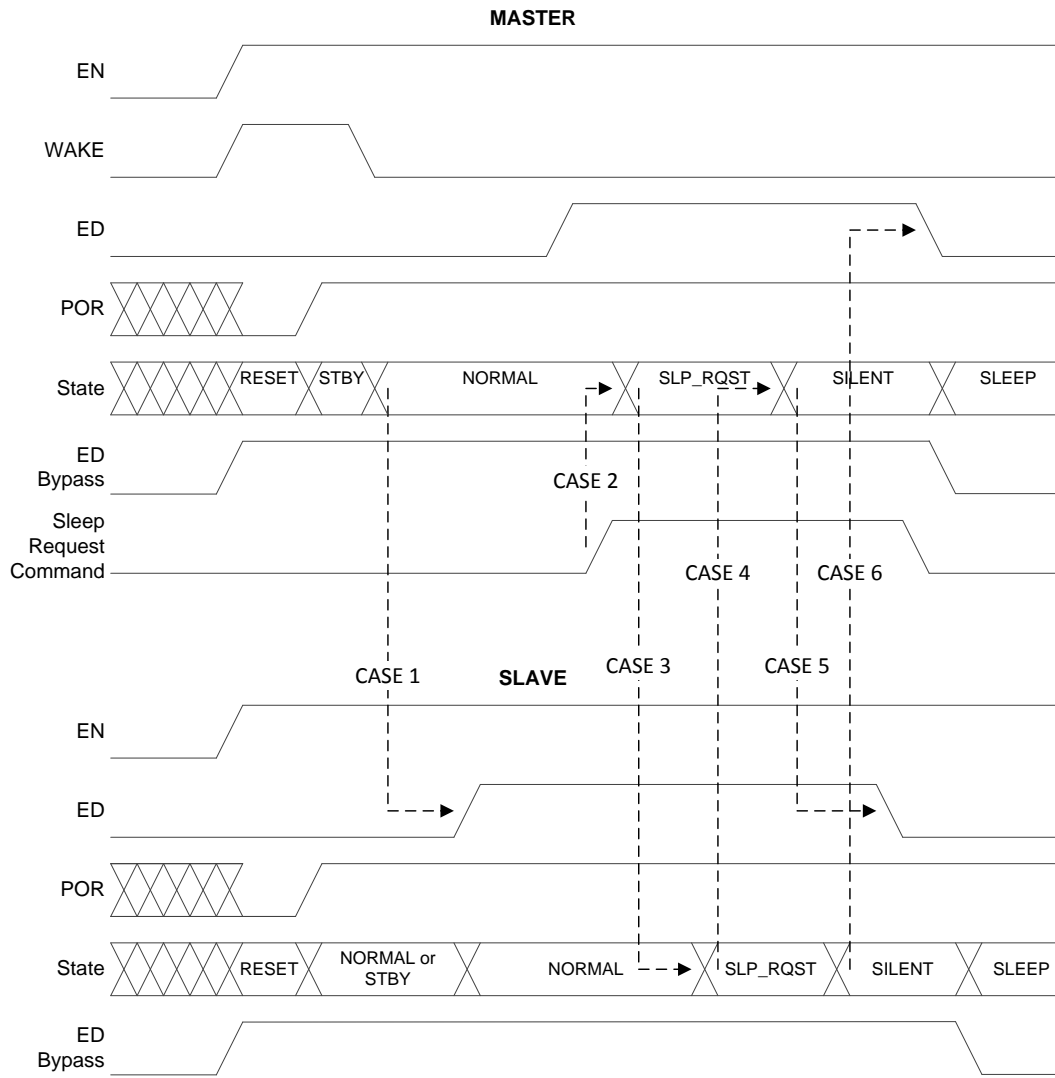 MASTER
EN
WAKE
ED
POR
State
RESET
STBY
NORMAL
SLP_RQST
SILENT
SLEEP
ED
Bypass
CASE 2
Sleep
Request
Command
CASE 4
CASE 6
CASE 1
CASE 3
CASE 5
SLAVE
EN
ED
POR
State
RESET
NORMAL or
STBY
NORMAL
SLP_RQST
SILENT
SLEEP
ED
Bypass